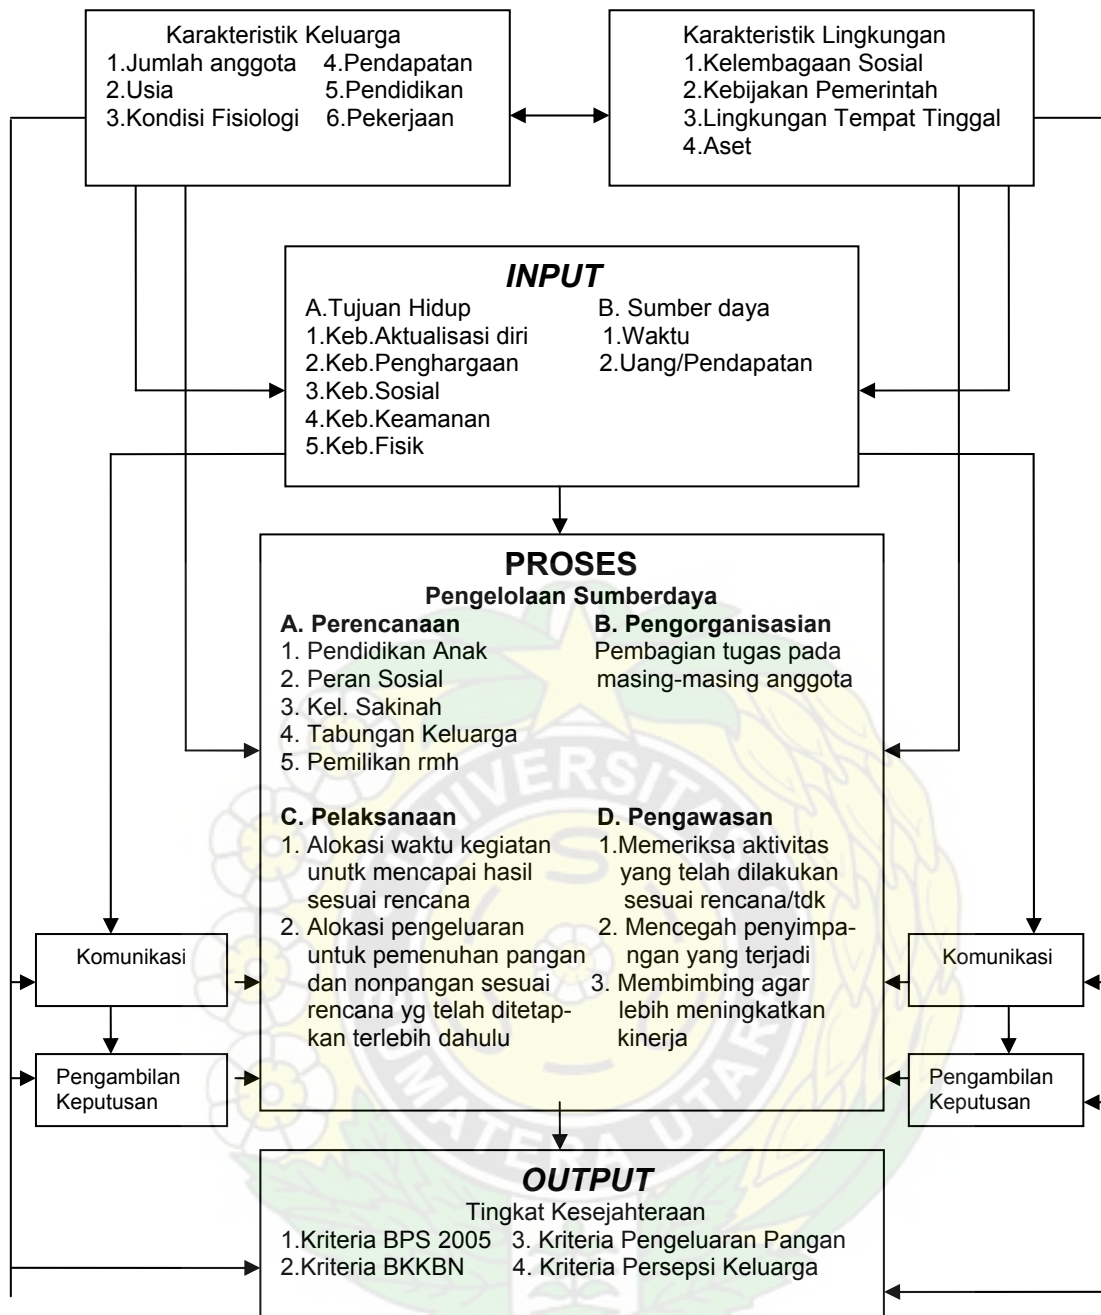 Karakteristik Keluarga
1.Jumlah anggota 4.Pendapatan
2.Usia 5.Pendidikan
3.Kondisi Fisiologi 6.Pekerjaan
Karakteristik Lingkungan
1.Kelembagaan Sosial
2.Kebijakan Pemerintah
3.Lingkungan Tempat Tinggal
4.Aset
INPUT
A.Tujuan Hidup
1.Keb.Aktualisasi diri
2.Keb.Penghargaan
3.Keb.Sosial
4.Keb.Keamanan
5.Keb.Fisik
B. Sumber daya
1.Waktu
2.Uang/Pendapatan
PROSES
Pengelolaan Sumberdaya
A. Perencanaan
1. Pendidikan Anak
2. Peran Sosial
3. Kel. Sakinah
4. Tabungan Keluarga
5. Pemilikan rmh
B. Pengorganisasian
Pembagian tugas pada
masing-masing anggota
C. Pelaksanaan
1. Alokasi waktu kegiatan
unutk mencapai hasil
sesuai rencana
2. Alokasi pengeluaran
untuk pemenuhan pangan
dan nonpangan sesuai
rencana yg telah ditetap-
kan terlebih dahulu
D. Pengawasan
1.Memeriksa aktivitas
yang telah dilakukan
sesuai rencana/tdk
2. Mencegah penyimpa-
ngan yang terjadi
3. Membimbing agar
lebih meningkatkan
kinerja
Komunikasi
Pengambilan
Keputusan
Komunikasi
Pengambilan
Keputusan
OUTPUT
Tingkat Kesejahteraan
1.Kriteria BPS 2005 3. Kriteria Pengeluaran Pangan
2.Kriteria BKKBN 4. Kriteria Persepsi Keluarga
UNIVERSITAS
SUMATERA UTARA